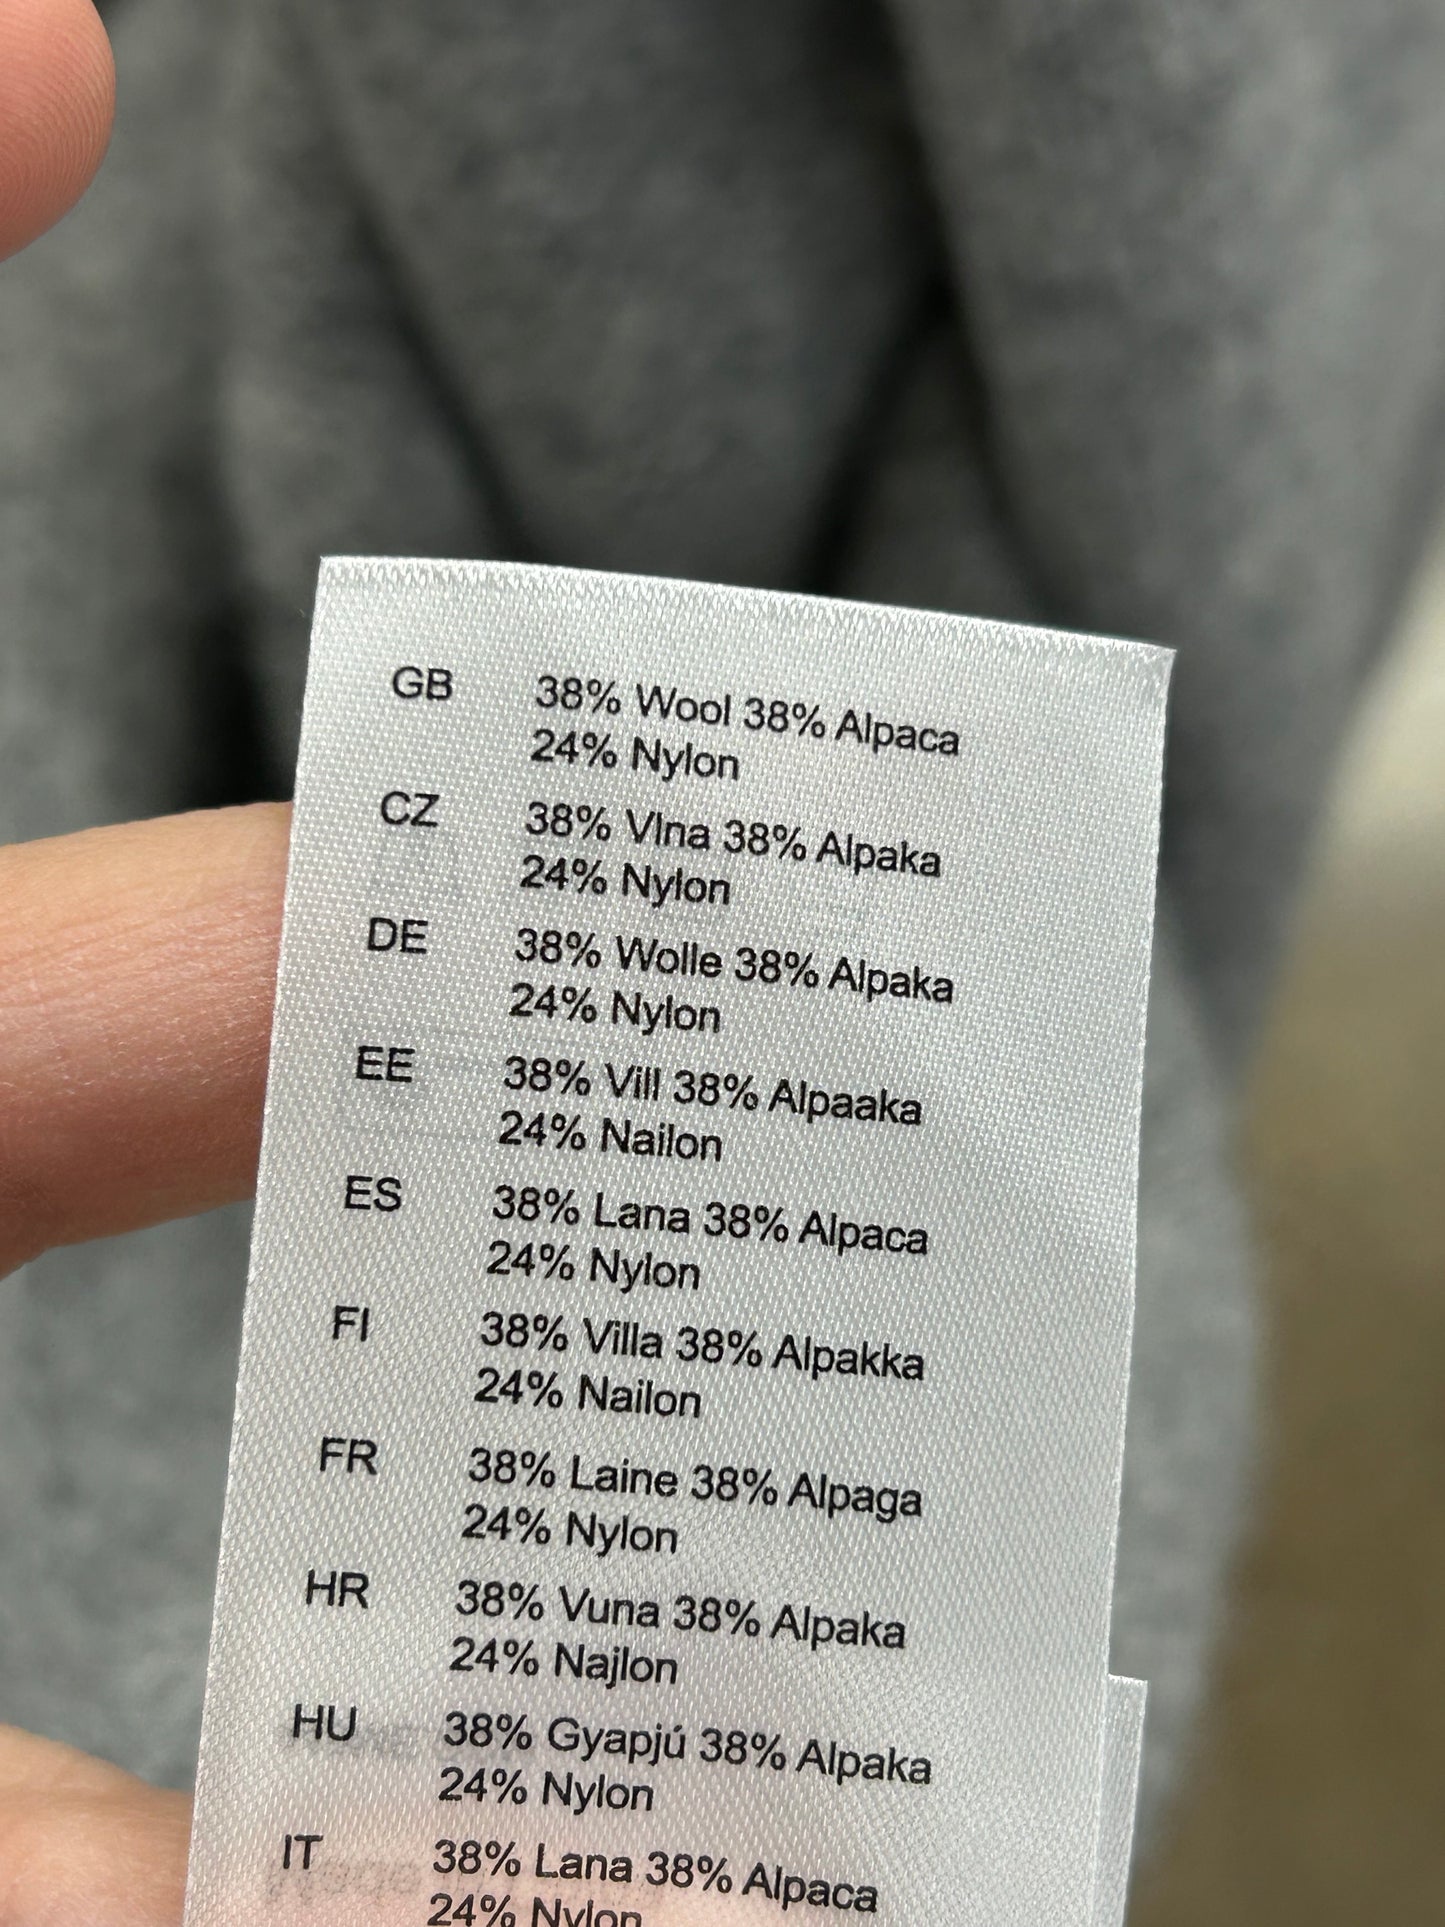 GB 38% Wool 38% Alpaca
24% Nylon
CZ 38% Vlna 38% Alpaka
24% Nylon
DE 38% Wolle 38% Alpaka
24% Nylon
EE 38% Vill 38% Alpaaka
24% Nailon
ES 38% Lana 38% Alpaca
24% Nylon
FI 38% Villa 38% Alpakka
24% Nailon
FR 38% Laine 38% Alpaga
24% Nylon
HR 38% Vuna 38% Alpaka
24% Najlon
HU 38% Gyapjú 38% Alpaka
24% Nylon
IT 38% Lana 38% Alpaca
24% Nylon